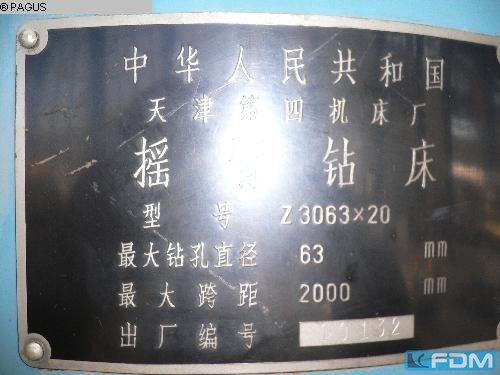 © PAGUS
中华人民共和国
天津第四机床厂
摇臂钻床
型号 Z3063×20
最大钻孔直径 63 mm
最大跨距 2000 mm
出厂编号
KFDM